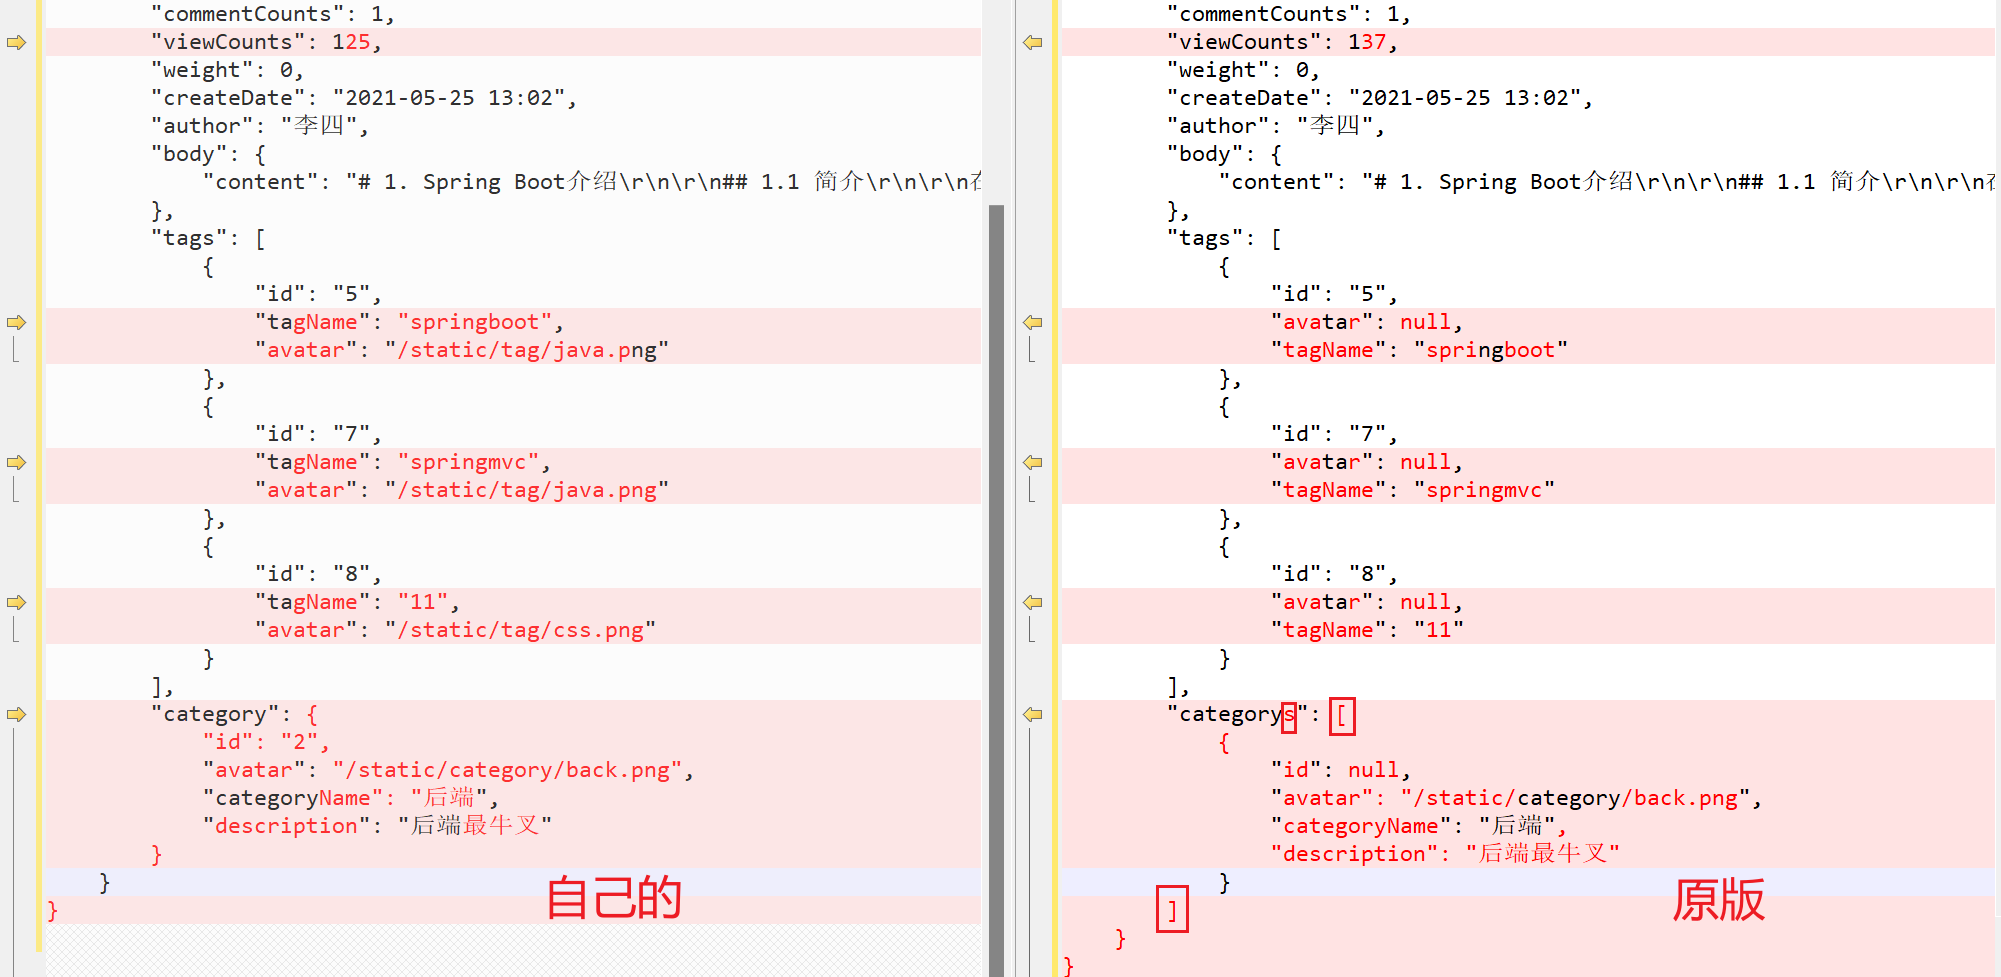 "commentCounts": 1,
"viewCounts": 125,
"weight": 0,
"createDate": "2021-05-25 13:02",
"author": "李四",
"body": {
"content": "# 1. Spring Boot介绍\r\n\r\n## 1.1 简介\r\n\r\n在
},
"tags": [
{
"id": "5",
"tagName": "springboot",
"avatar": "/static/tag/java.png"
},
{
"id": "7",
"tagName": "springmvc",
"avatar": "/static/tag/java.png"
},
{
"id": "8",
"tagName": "11",
"avatar": "/static/tag/css.png"
}
],
"category": {
"id": "2",
"avatar": "/static/category/back.png",
"categoryName": "后端",
"description": "后端最牛叉"
}
}
}
自己的
"commentCounts": 1,
"viewCounts": 137,
"weight": 0,
"createDate": "2021-05-25 13:02",
"author": "李四",
"body": {
"content": "# 1. Spring Boot介绍\r\n\r\n## 1.1 简介\r\n\r\n在
},
"tags": [
{
"id": "5",
"avatar": null,
"tagName": "springboot"
},
{
"id": "7",
"avatar": null,
"tagName": "springmvc"
},
{
"id": "8",
"avatar": null,
"tagName": "11"
}
],
"categorys": [
{
"id": null,
"avatar": "/static/category/back.png",
"categoryName": "后端",
"description": "后端最牛叉"
}
]
}
}
原版